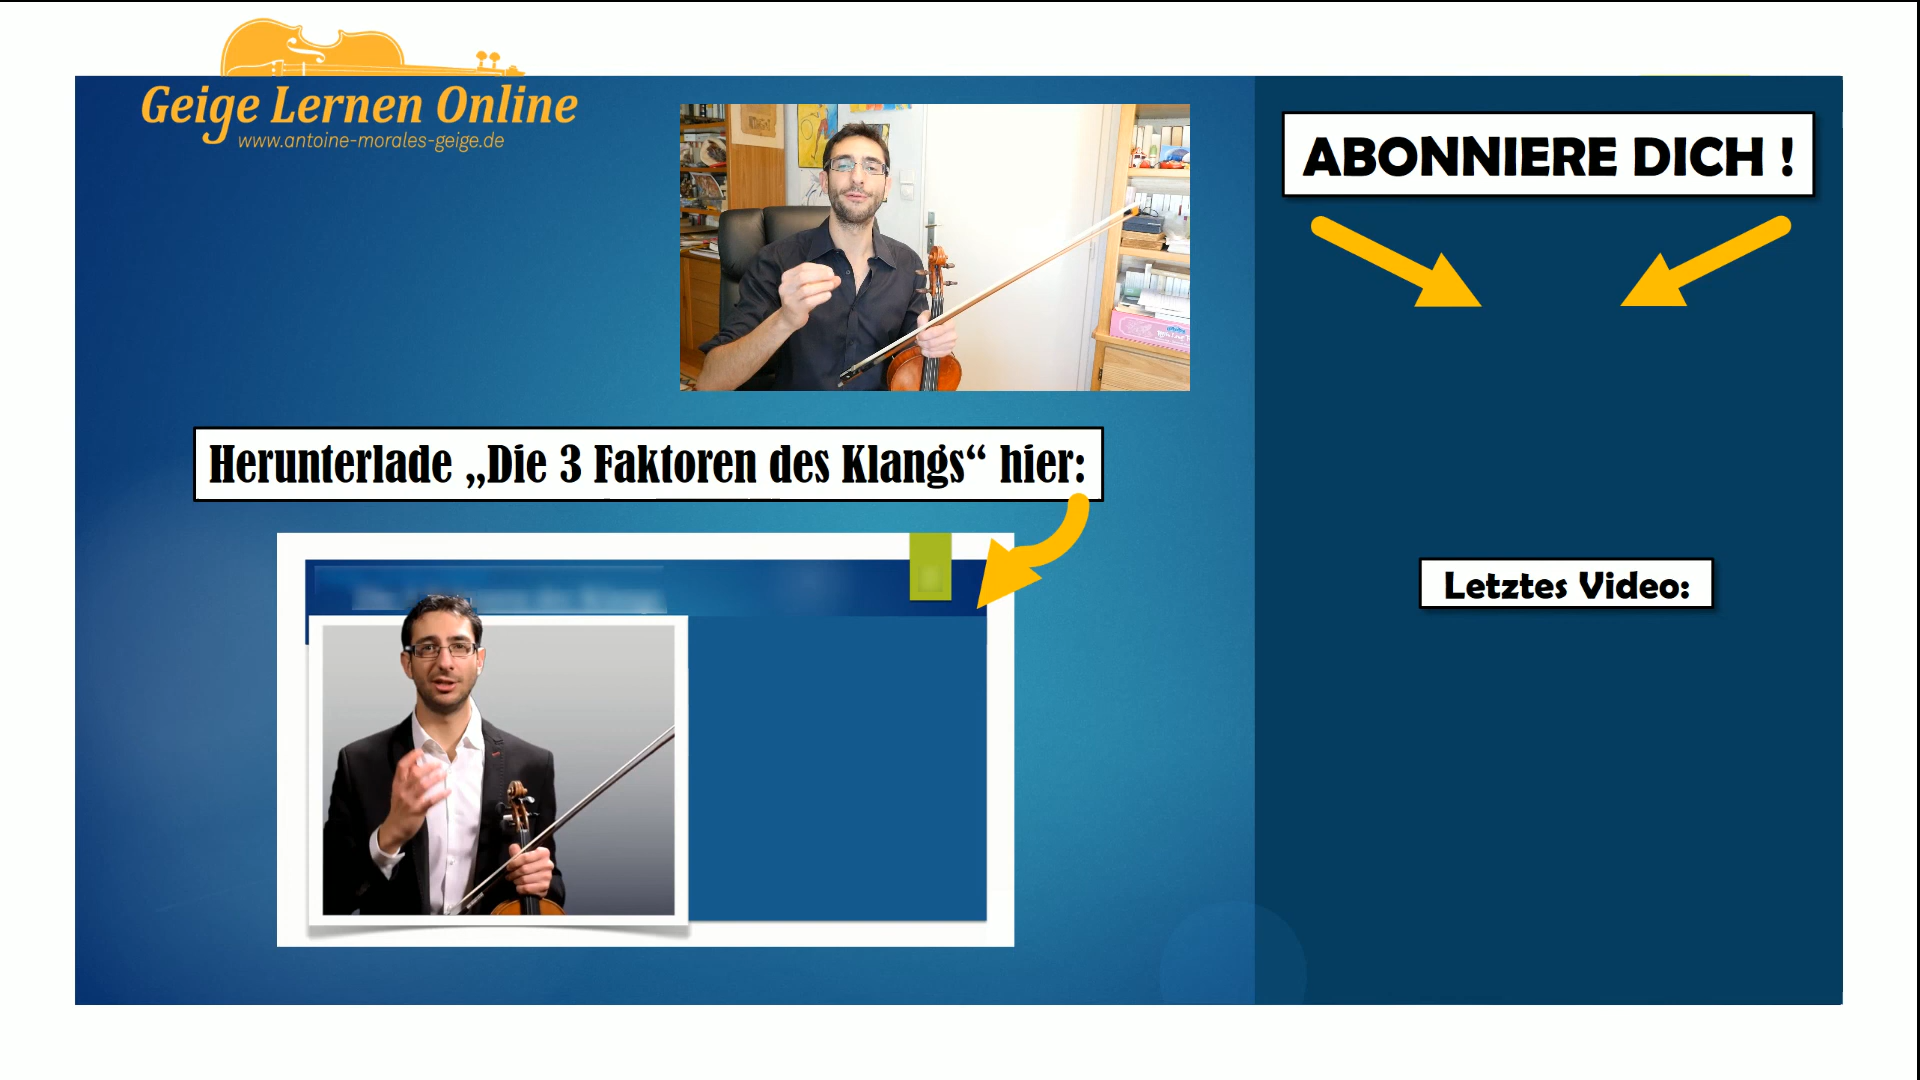 Geige Lernen Online
www.antoine-morales-geige.de
ABONNIERE DICH !
Herunterlade „Die 3 Faktoren des Klangs“ hier:
Letztes Video: